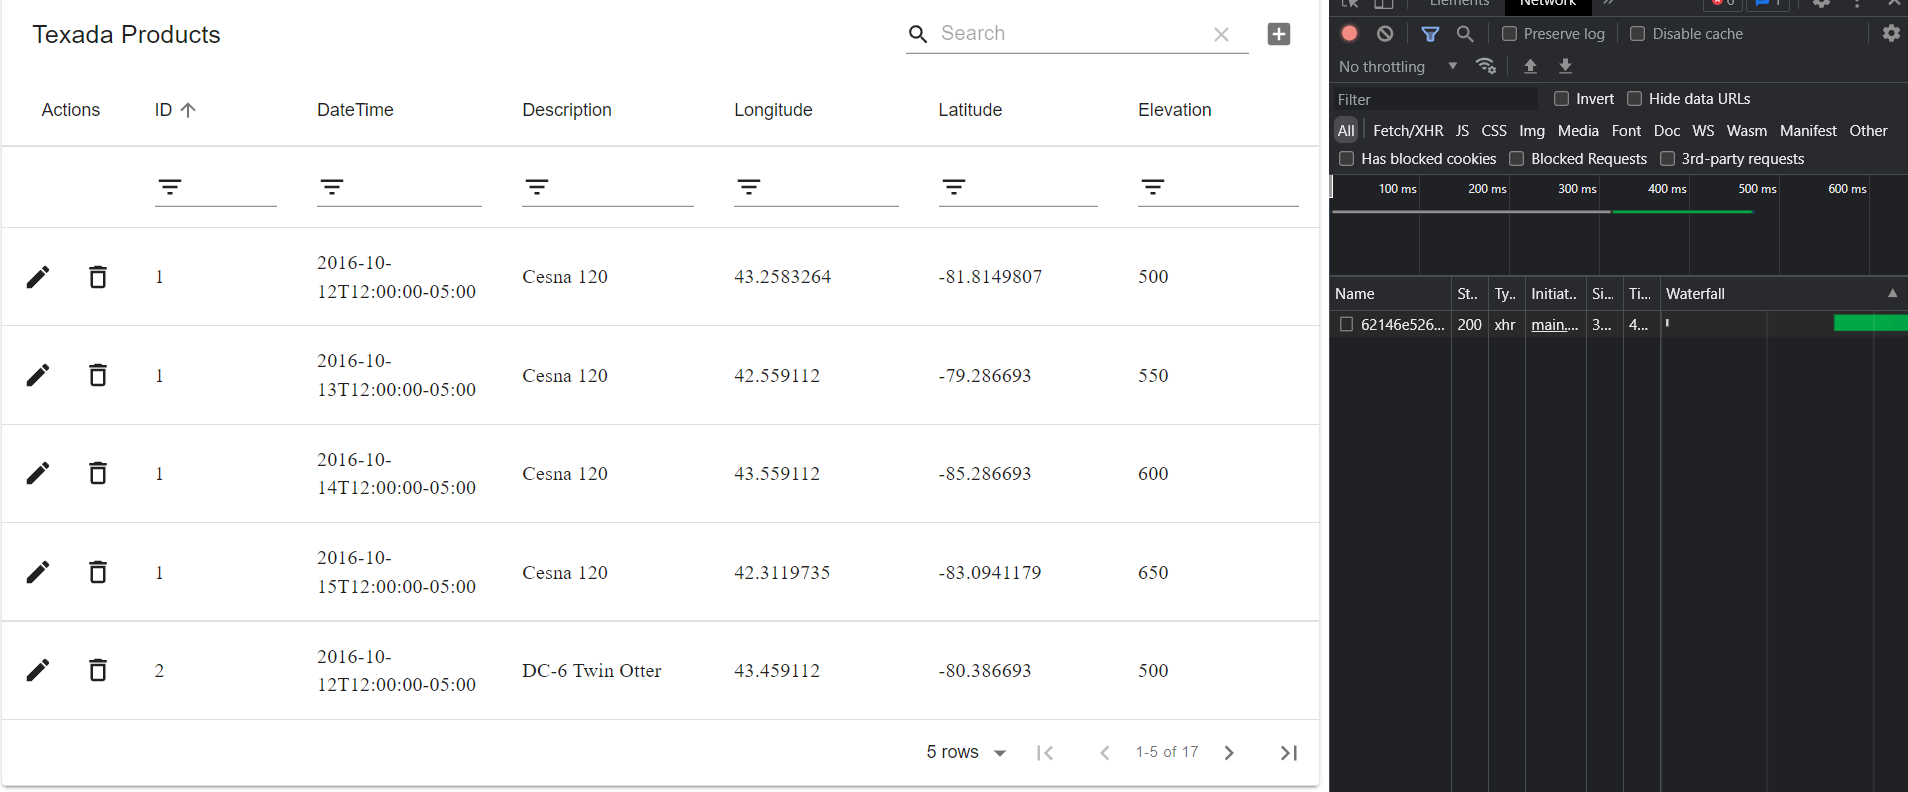 Texada Products
Search
Actions ID DateTime Description Longitude Latitude Elevation
1 2016-10-12T12:00:00-05:00 Cesna 120 43.2583264 -81.8149807 500
1 2016-10-13T12:00:00-05:00 Cesna 120 42.559112 -79.286693 550
1 2016-10-14T12:00:00-05:00 Cesna 120 43.559112 -85.286693 600
1 2016-10-15T12:00:00-05:00 Cesna 120 42.3119735 -83.0941179 650
2 2016-10-12T12:00:00-05:00 DC-6 Twin Otter 43.459112 -80.386693 500
5 rows 1-5 of 17
Elements Network
Preserve log Disable cache
No throttling
Filter Invert Hide data URLs
All Fetch/XHR JS CSS Img Media Font Doc WS Wasm Manifest Other
Has blocked cookies Blocked Requests 3rd-party requests
100 ms 200 ms 300 ms 400 ms 500 ms 600 ms
Name St.. Ty.. Initiat.. Si... Ti... Waterfall
62146e526... 200 xhr main.... 3... 4...